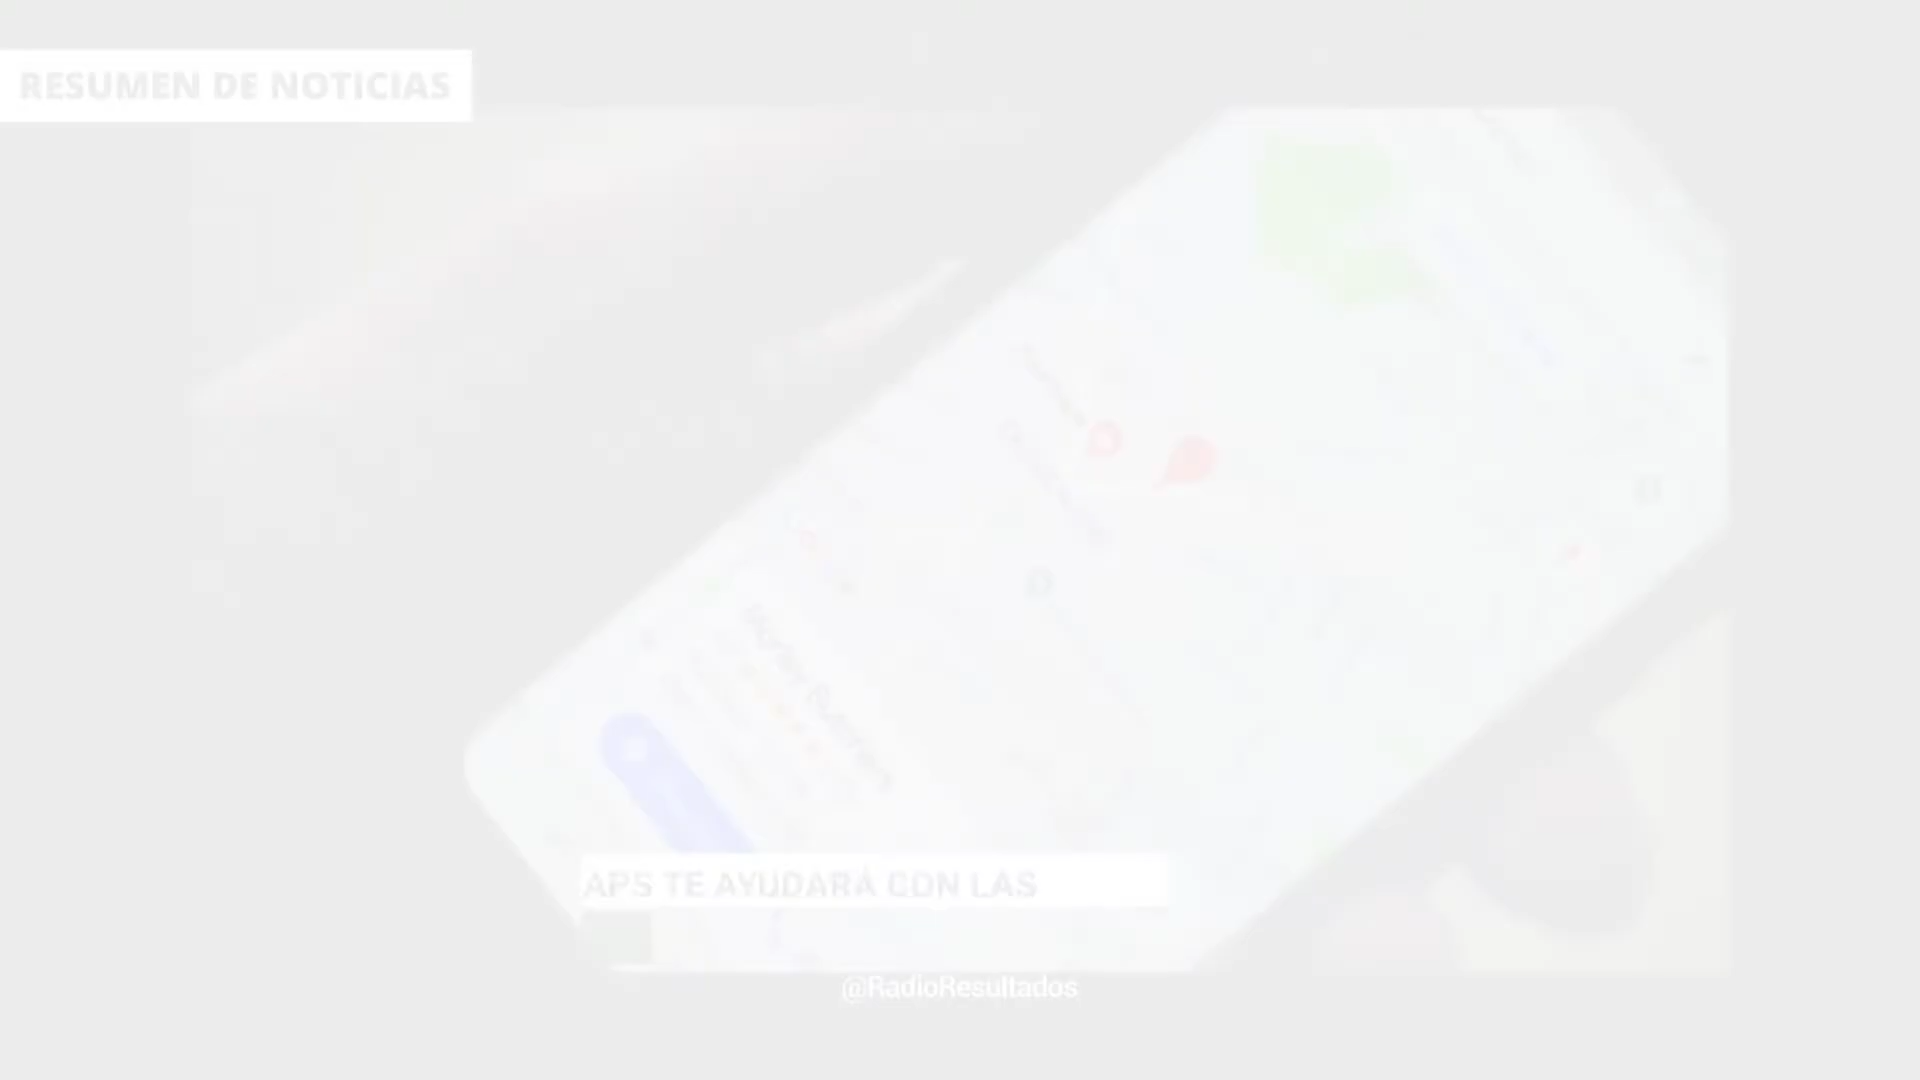 RESUMEN DE NOTICIAS
APS TE AYUDARÁ CON LAS
@RadioResultados